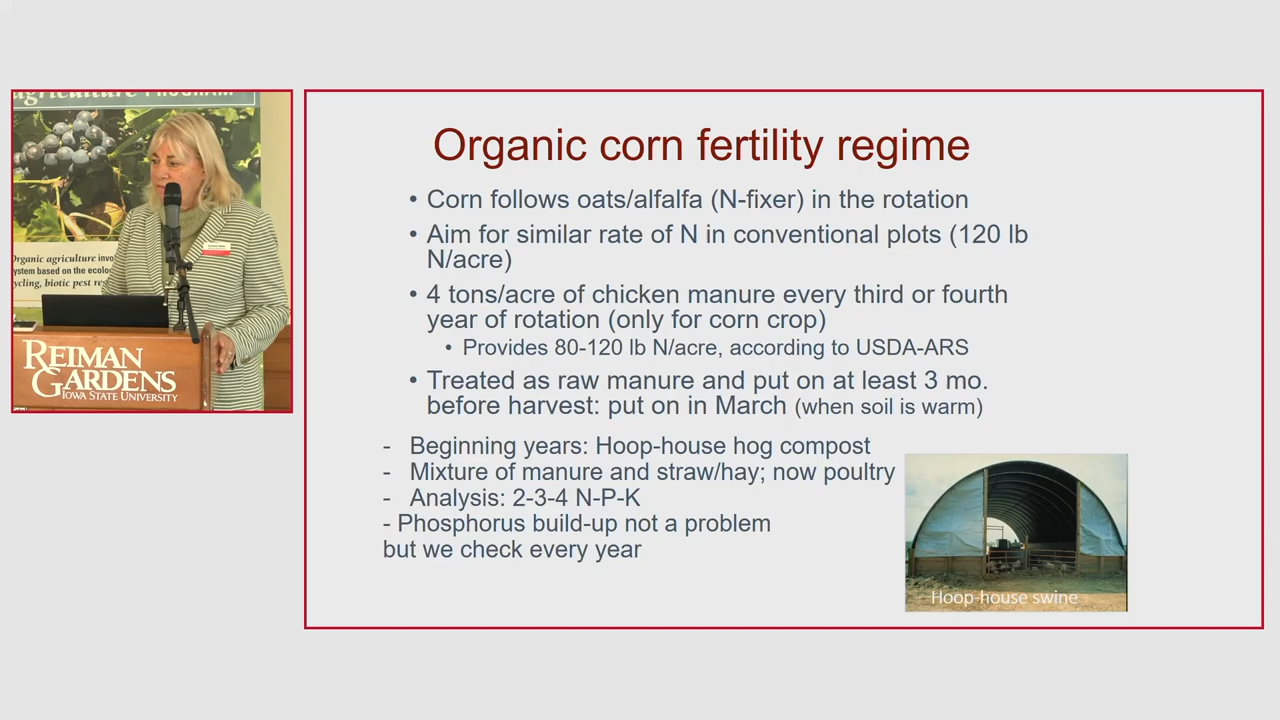 agriculture PROGRAM
Organic agriculture invo
ystem based on the ecolo
ycling, biotic pest re
REIMAN
GARDENS
IOWA STATE UNIVERSITY
Organic corn fertility regime
• Corn follows oats/alfalfa (N-fixer) in the rotation
• Aim for similar rate of N in conventional plots (120 lb
N/acre)
• 4 tons/acre of chicken manure every third or fourth
year of rotation (only for corn crop)
• Provides 80-120 lb N/acre, according to USDA-ARS
• Treated as raw manure and put on at least 3 mo.
before harvest: put on in March (when soil is warm)
- Beginning years: Hoop-house hog compost
- Mixture of manure and straw/hay; now poultry
- Analysis: 2-3-4 N-P-K
- Phosphorus build-up not a problem
but we check every year
Hoop-house swine